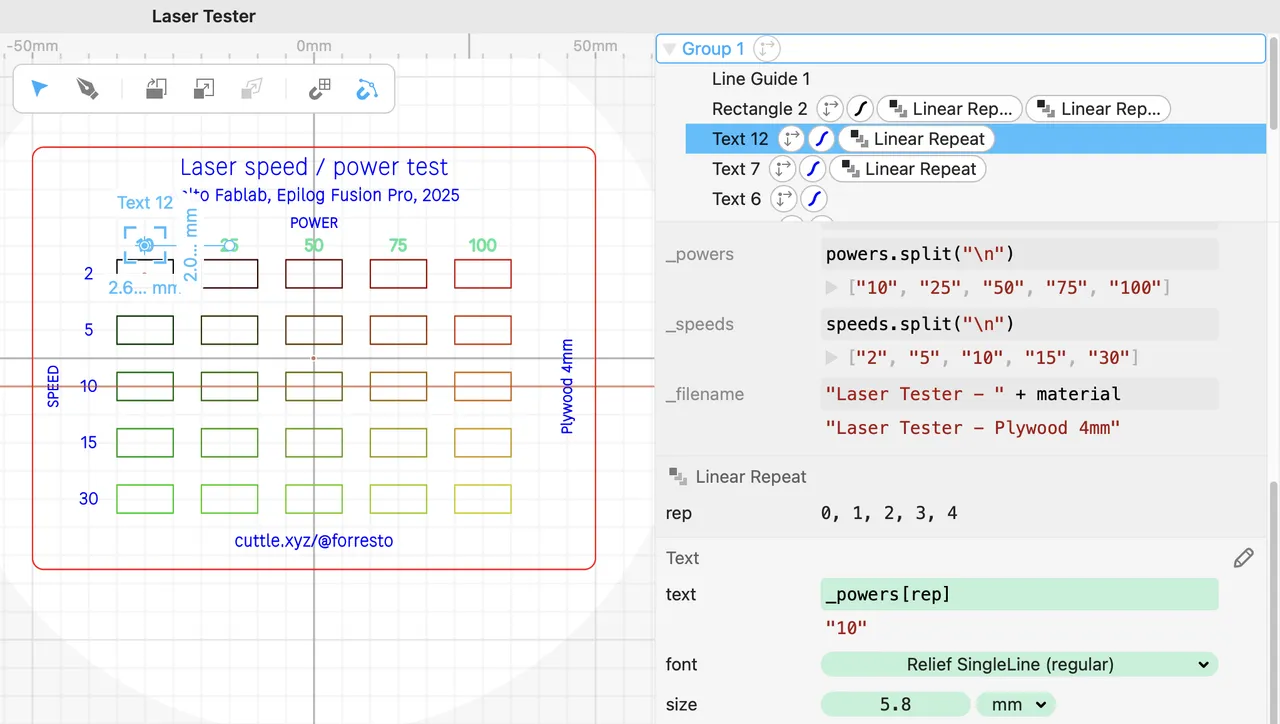 Laser Tester
-50mm
0mm
50mm
Laser speed / power test
Fablab, Epilog Fusion Pro, 2025
Text 12
POWER
25
50
75
100
2.0... mm
2
2.6... mm
5
SPEED
10
15
30
Plywood 4mm
cuttle.xyz/@forresto
Group 1
Line Guide 1
Rectangle 2 Linear Rep... Linear Rep...
Text 12 Linear Repeat
Text 7 Linear Repeat
Text 6
_powers powers.split("\n")
["10", "25", "50", "75", "100"]
_speeds speeds.split("\n")
["2", "5", "10", "15", "30"]
_filename "Laser Tester - " + material
"Laser Tester - Plywood 4mm"
Linear Repeat
rep 0, 1, 2, 3, 4
Text
text _powers[rep]
"10"
font Relief SingleLine (regular)
size 5.8 mm